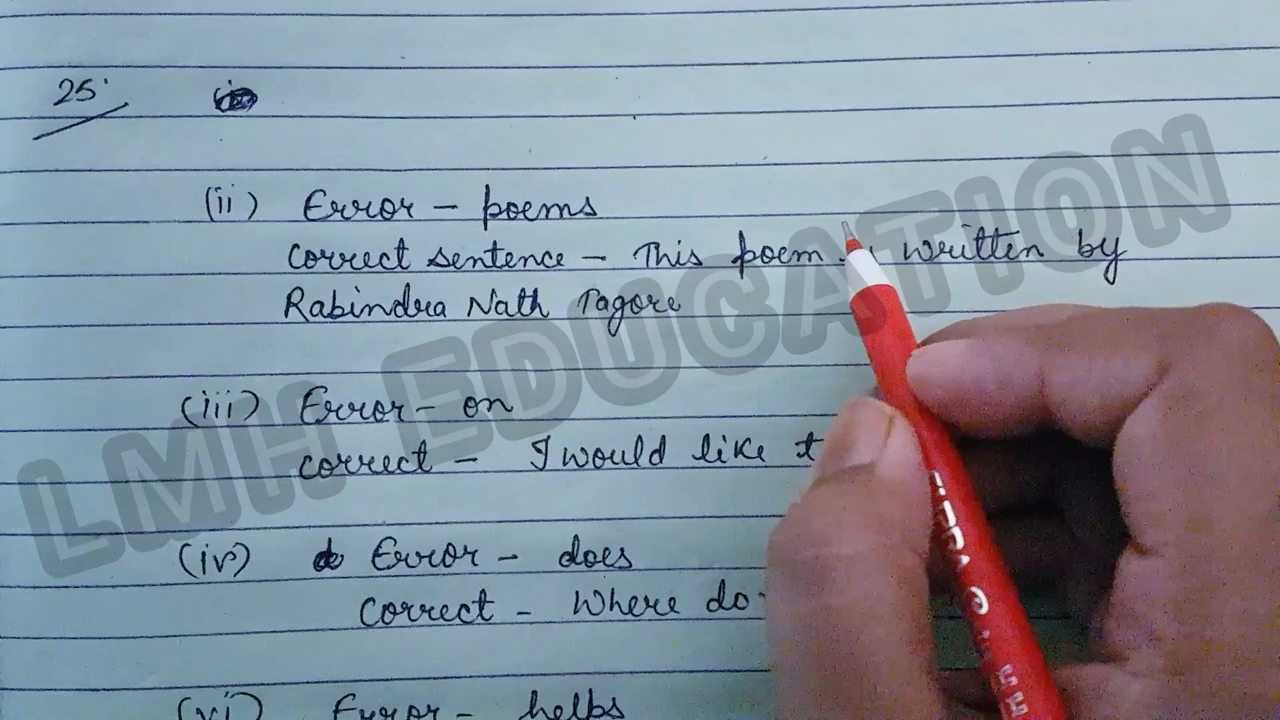 25.
(ii) Error - poems
correct sentence - This poem written by
Rabindra Nath Tagore
(iii) Error - on
correct - I would like
(iv) Error - does
correct - Where do
(vi) Error - helps
LMH EDUCATION